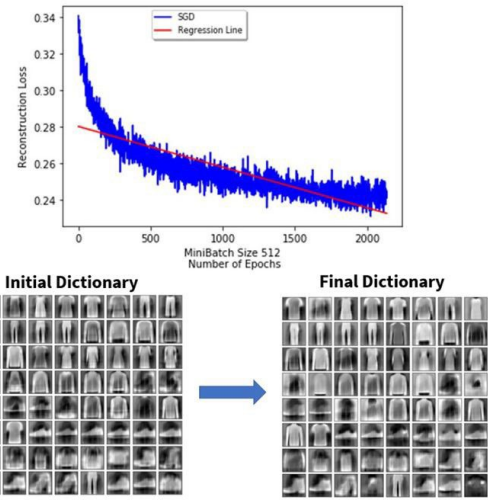 0.34
0.32
0.30
0.28
0.26
0.24
Reconstruction Loss
SGD
Regression Line
0
500
1000
1500
2000
MiniBatch Size 512
Number of Epochs
Initial Dictionary
Final Dictionary